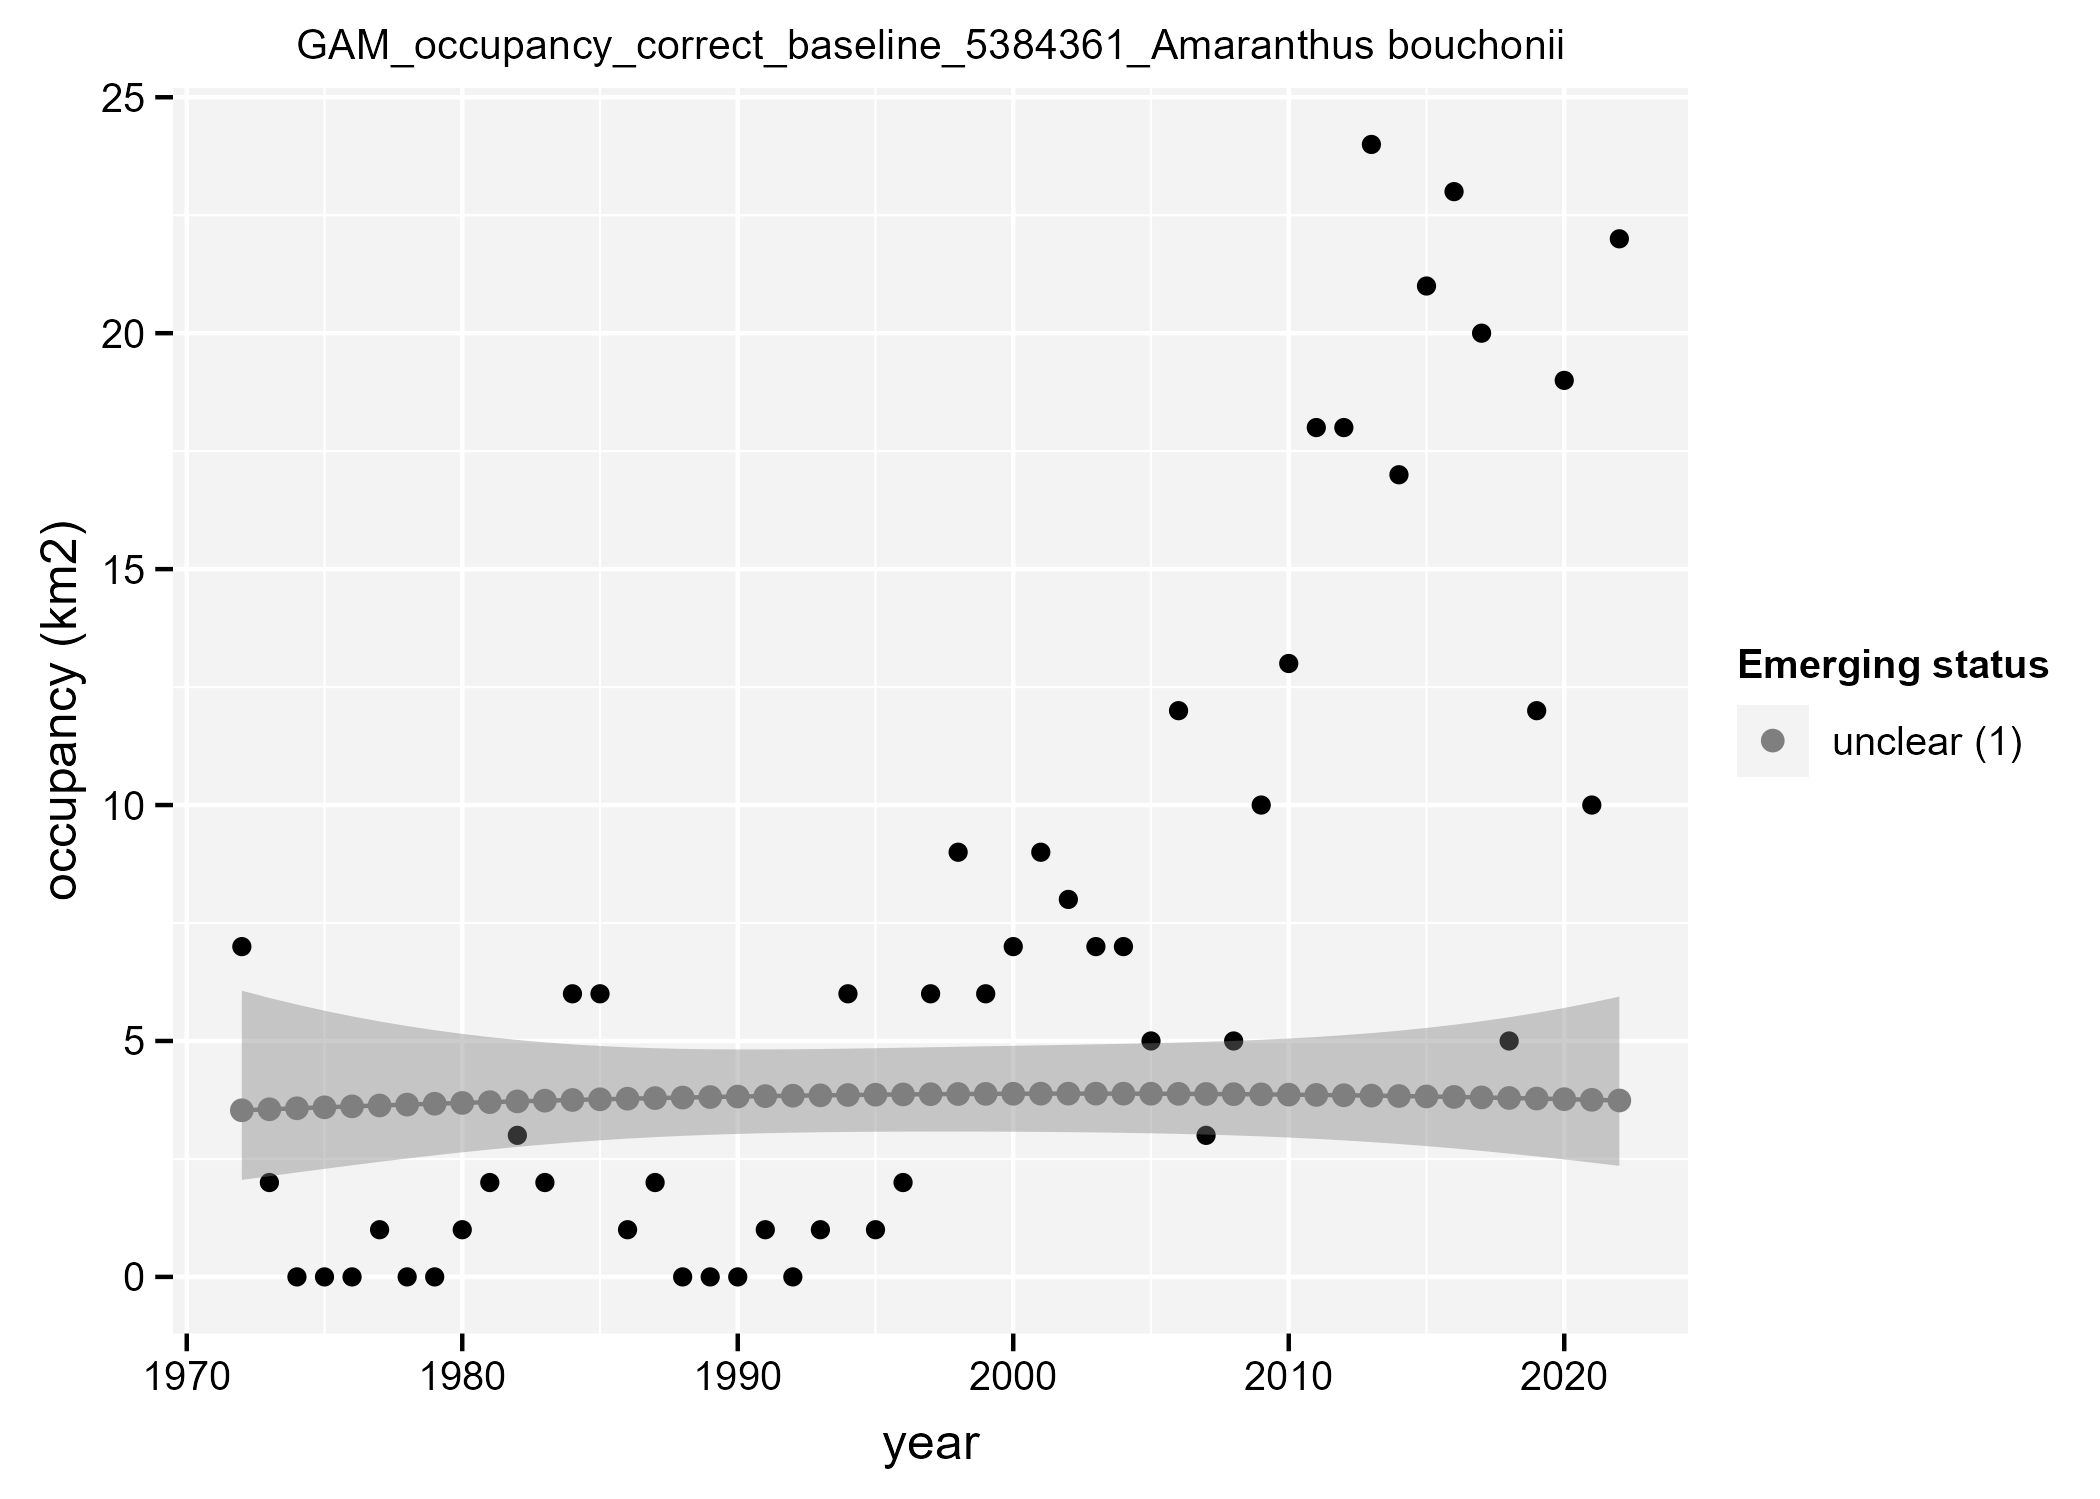 GAM_occupancy_correct_baseline_5384361_Amaranthus bouchonii
25
20
15
10
5
0
occupancy (km2)
1970 1980 1990 2000 2010 2020
year
Emerging status
unclear (1)